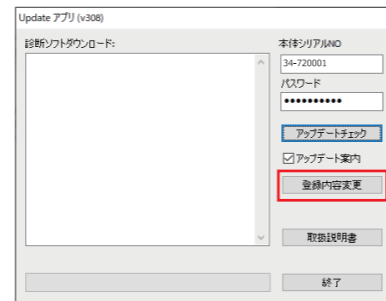 Update アプリ (v308)
診断ソフトダウンロード:
本体シリアルNO
34-720001
パスワード
●●●●●●●●●●
アップデートチェック
アップデート案内
登録内容変更
取扱説明書
終了